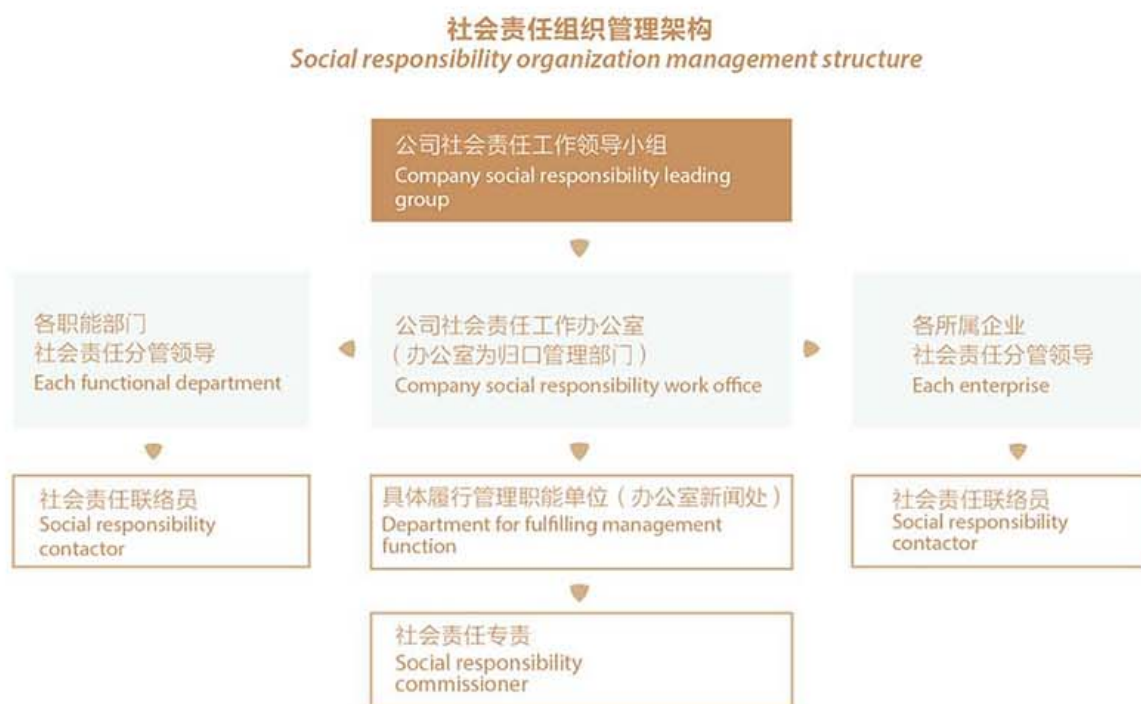 社会责任组织管理架构
Social responsibility organization management structure
公司社会责任工作领导小组
Company social responsibility leading
group
各职能部门
社会责任分管领导
Each functional department
公司社会责任工作办公室
（办公室为归口管理部门）
Company social responsibility work office
各所属企业
社会责任分管领导
Each enterprise
社会责任联络员
Social responsibility
contactor
具体履行管理职能单位（办公室新闻处）
Department for fulfilling management
function
社会责任联络员
Social responsibility
contactor
社会责任专责
Social responsibility
commissioner